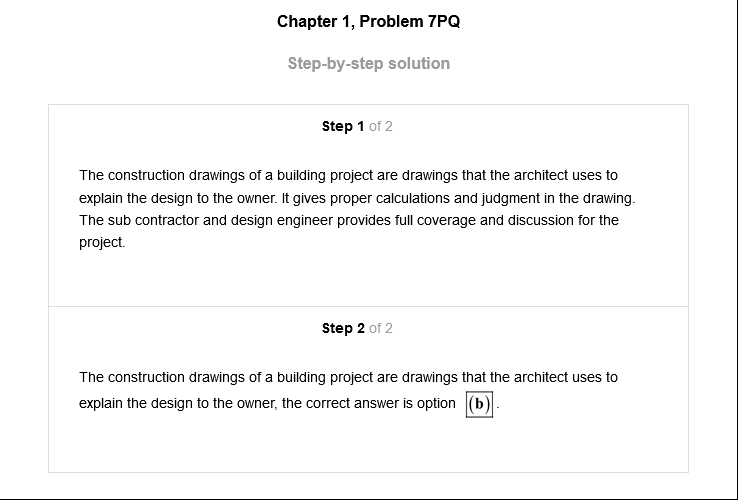 Chapter 1, Problem 7PQ
Step-by-step solution
Step 1 of 2
The construction drawings of a building project are drawings that the architect uses to
explain the design to the owner. It gives proper calculations and judgment in the drawing.
The sub contractor and design engineer provides full coverage and discussion for the
project.
Step 2 of 2
The construction drawings of a building project are drawings that the architect uses to
explain the design to the owner, the correct answer is option (b).